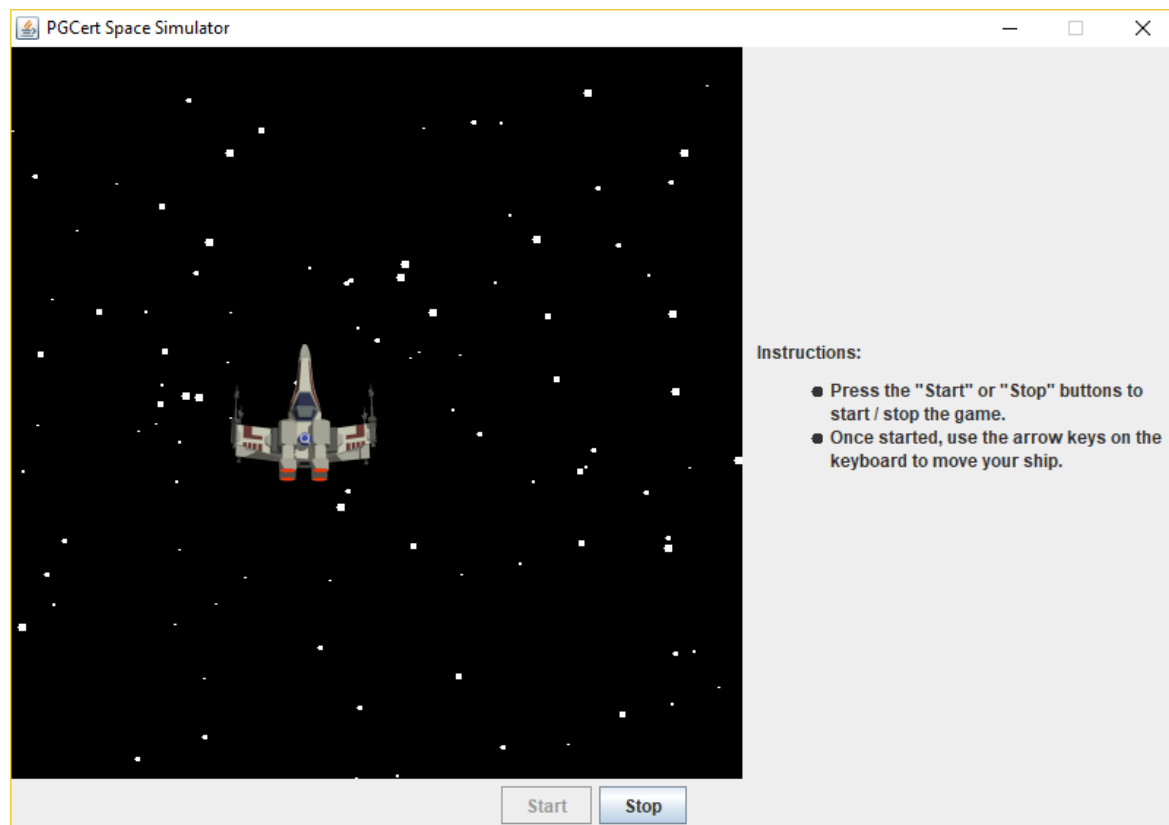 PGCert Space Simulator
Instructions:
Press the "Start" or "Stop" buttons to
start / stop the game.
Once started, use the arrow keys on the
keyboard to move your ship.
Start
Stop